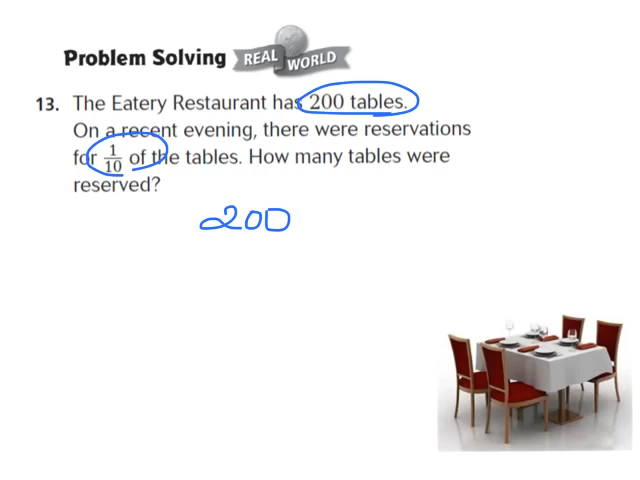 Problem Solving REAL WORLD
13. The Eatery Restaurant has 200 tables.
On a recent evening, there were reservations
for 1/10 of the tables. How many tables were
reserved?
200